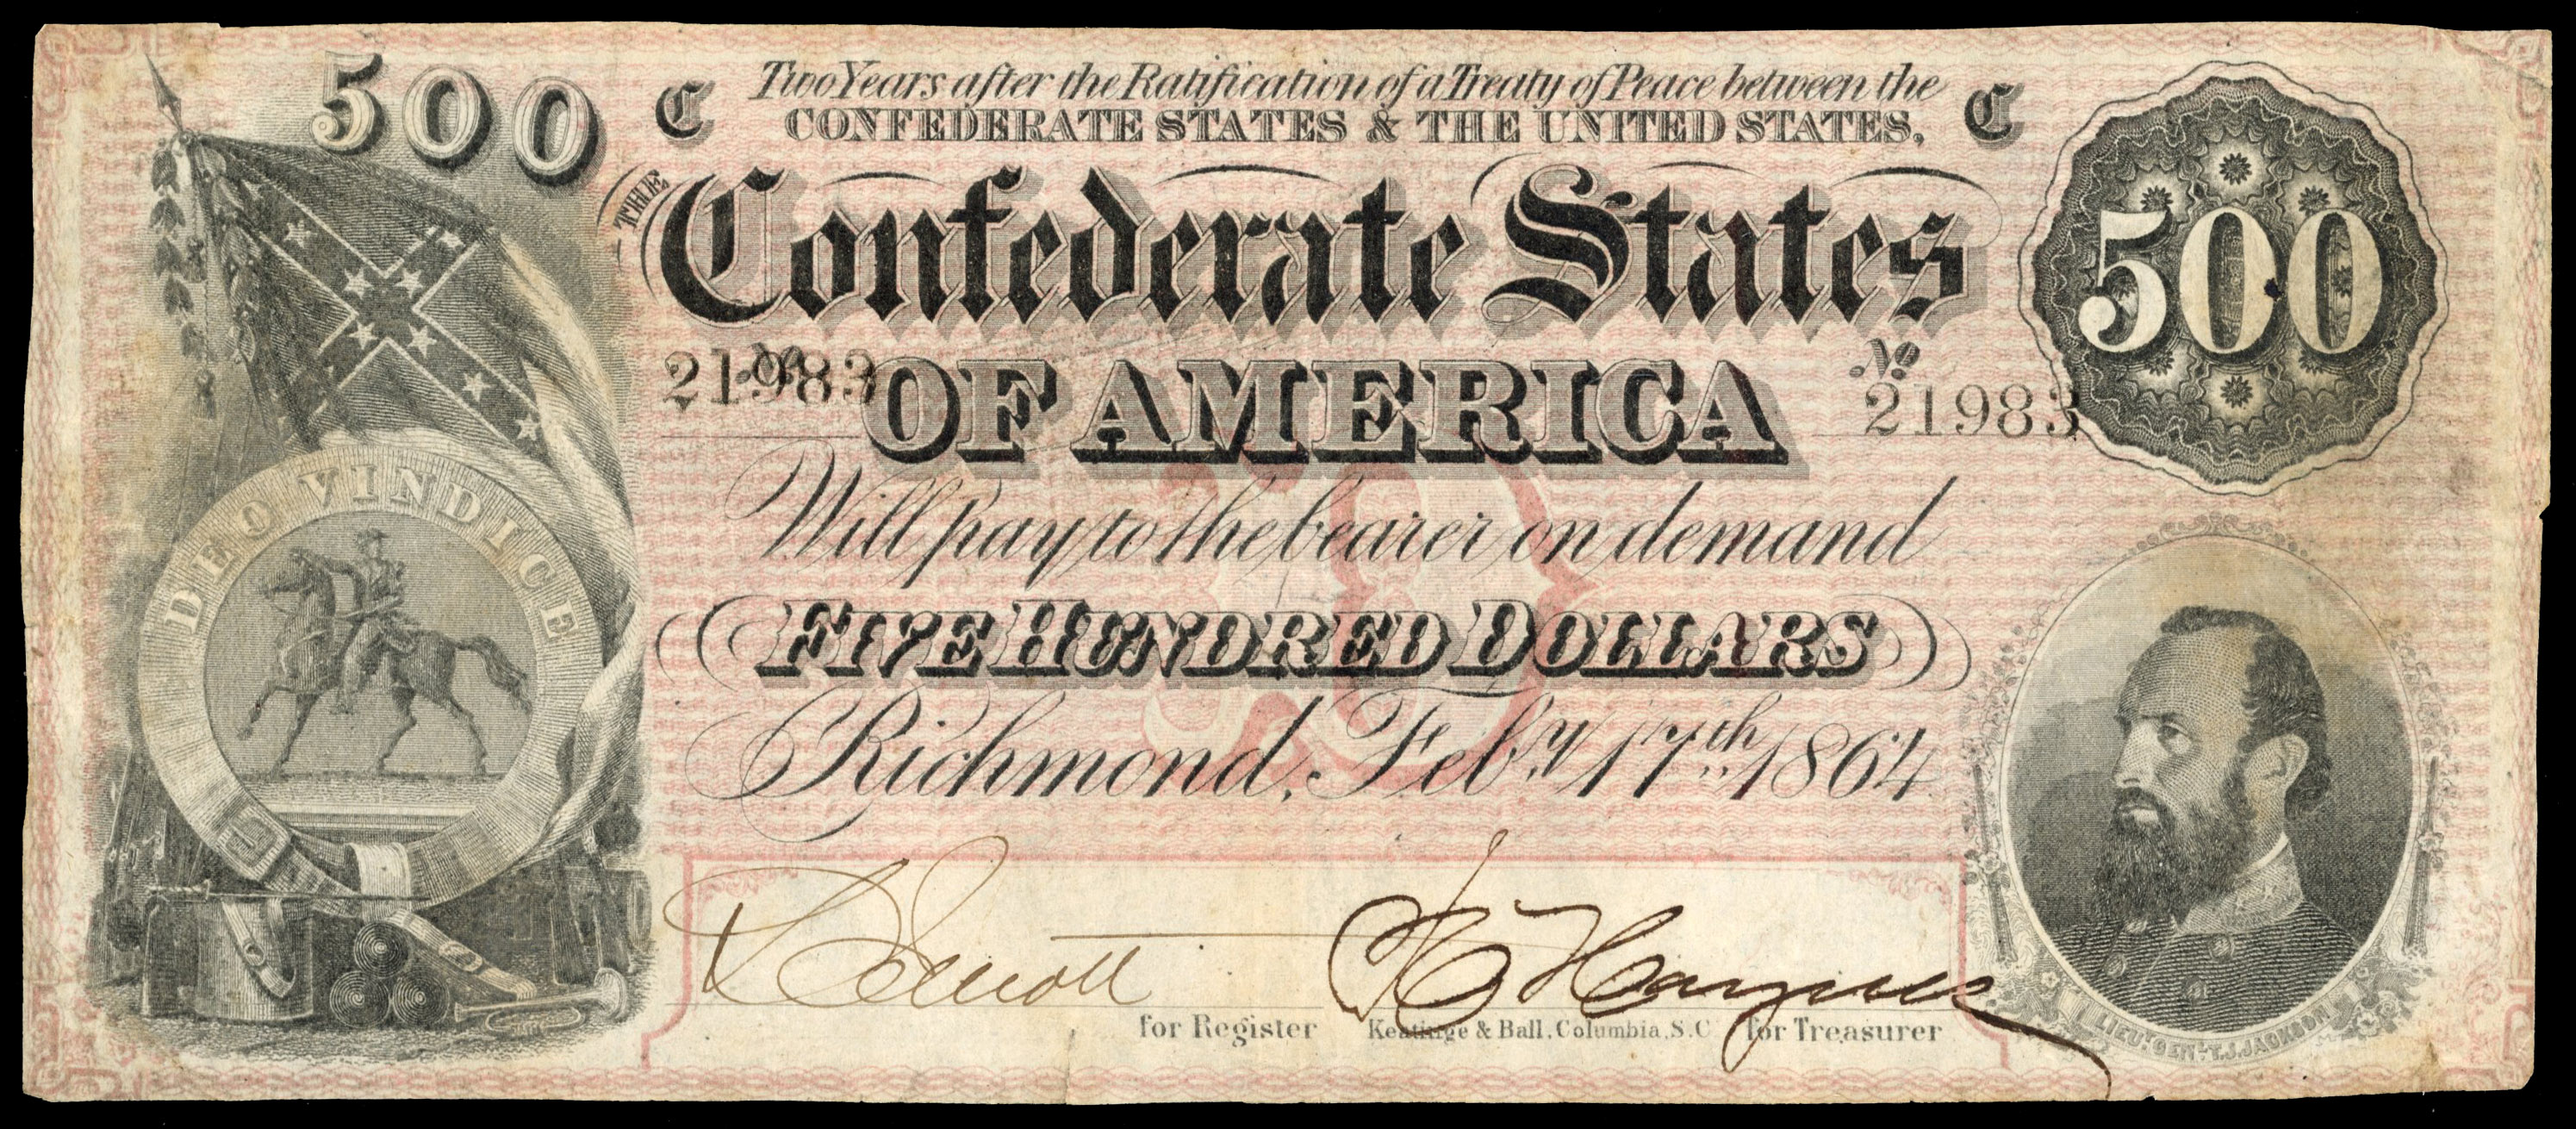 500
C Two Years after the Ratification of a Treaty of Peace between the C
CONFEDERATE STATES & THE UNITED STATES,
THE Confederate States
500
No 21983 OF AMERICA No 21983
DEO VINDICE
Will pay to the bearer on demand
FIVE HUNDRED DOLLARS
Richmond, Feby. 17th. 1864.
for Register Keatinge & Ball, Columbia, S.C for Treasurer
LIEUT. GENL. T.J. JACKSON